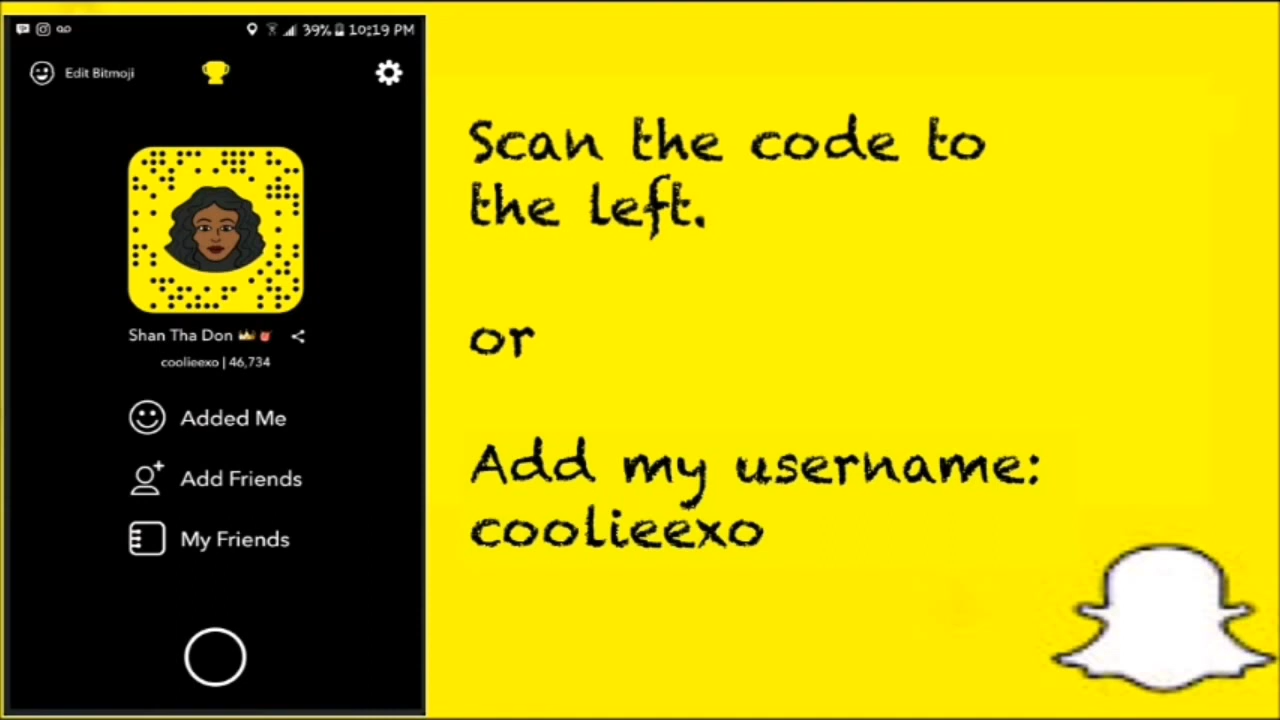 39% 10:19 PM
Edit Bitmoji
Shan Tha Don
coolieexo | 46,734
Added Me
Add Friends
My Friends
Scan the code to
the left.
or
Add my username:
coolieexo